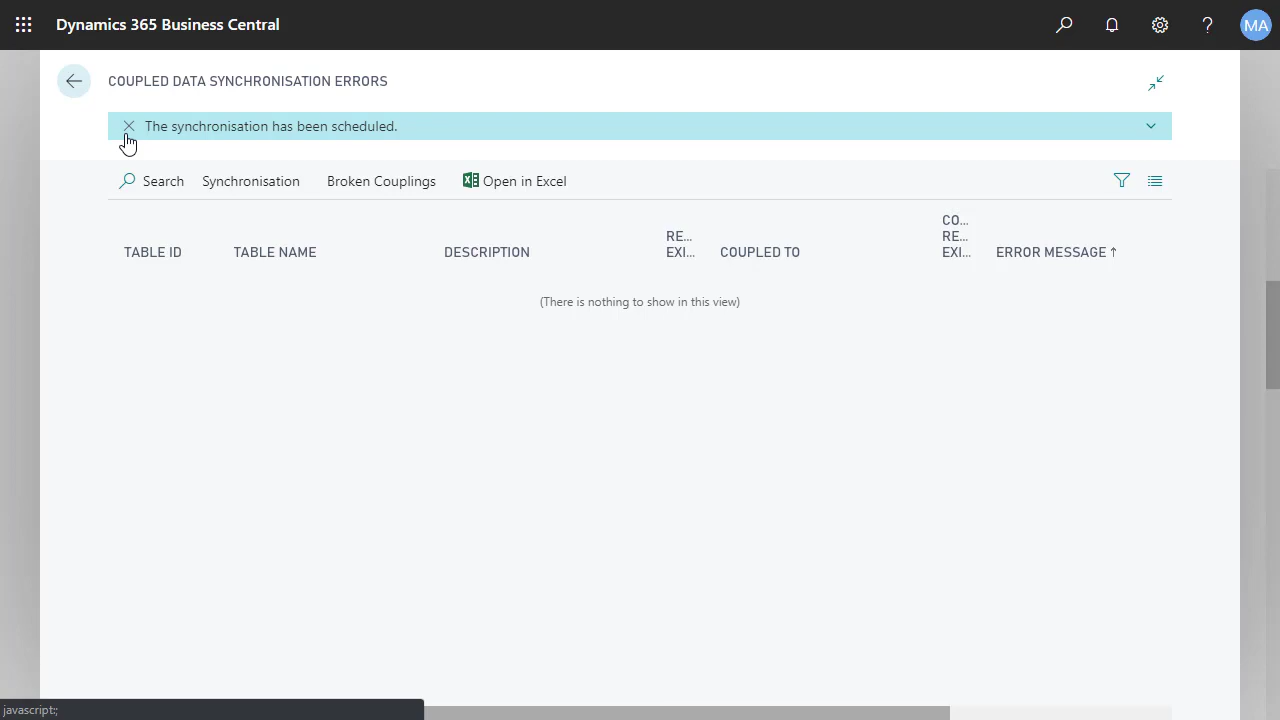 Dynamics 365 Business Central
MA
COUPLED DATA SYNCHRONISATION ERRORS
The synchronisation has been scheduled.
Search Synchronisation Broken Couplings Open in Excel
TABLE ID TABLE NAME DESCRIPTION RE... EXI... COUPLED TO CO... RE... EXI... ERROR MESSAGE ↑
(There is nothing to show in this view)
javascript:;